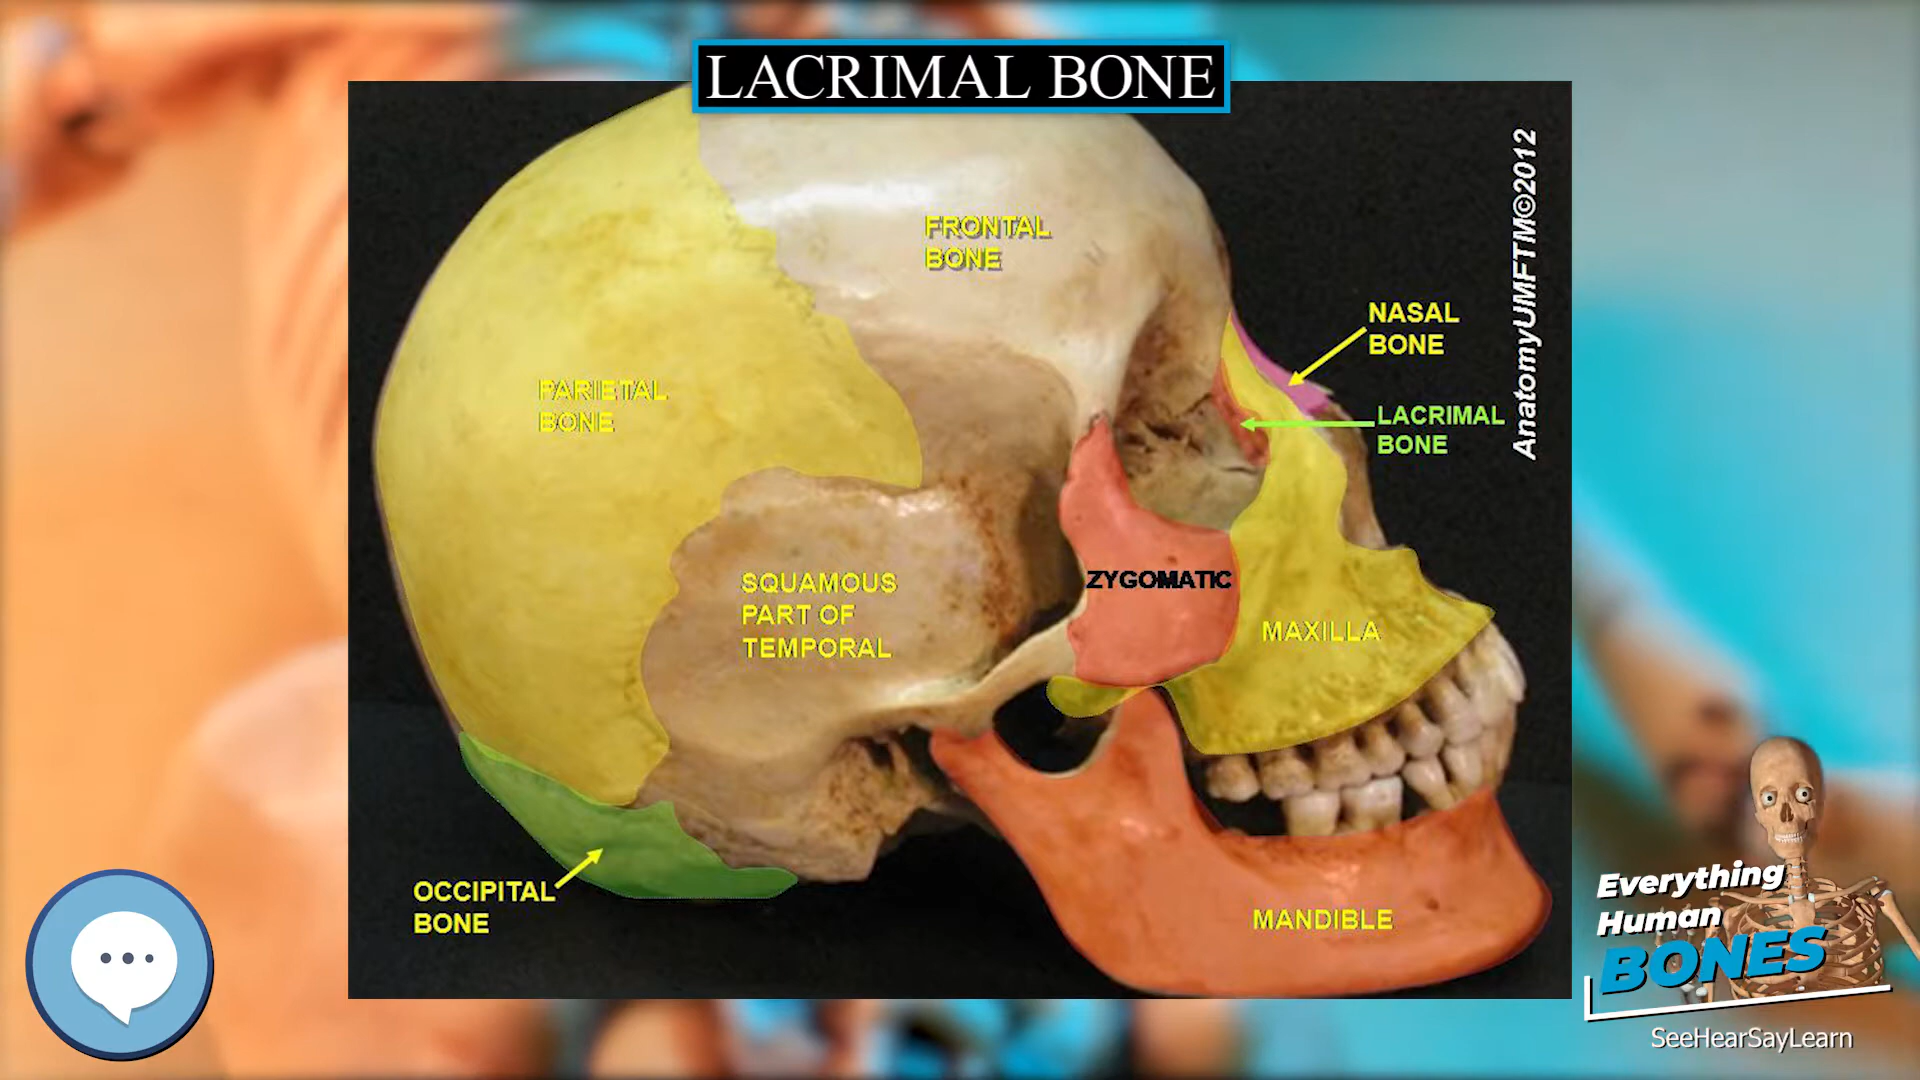 LACRIMAL BONE
FRONTAL
BONE
NASAL
BONE
LACRIMAL
BONE
AnatomyUMFTM©2012
PARIETAL
BONE
SQUAMOUS
PART OF
TEMPORAL
ZYGOMATIC
MAXILLA
OCCIPITAL
BONE
MANDIBLE
Everything
Human
BONES
SeeHearSayLearn